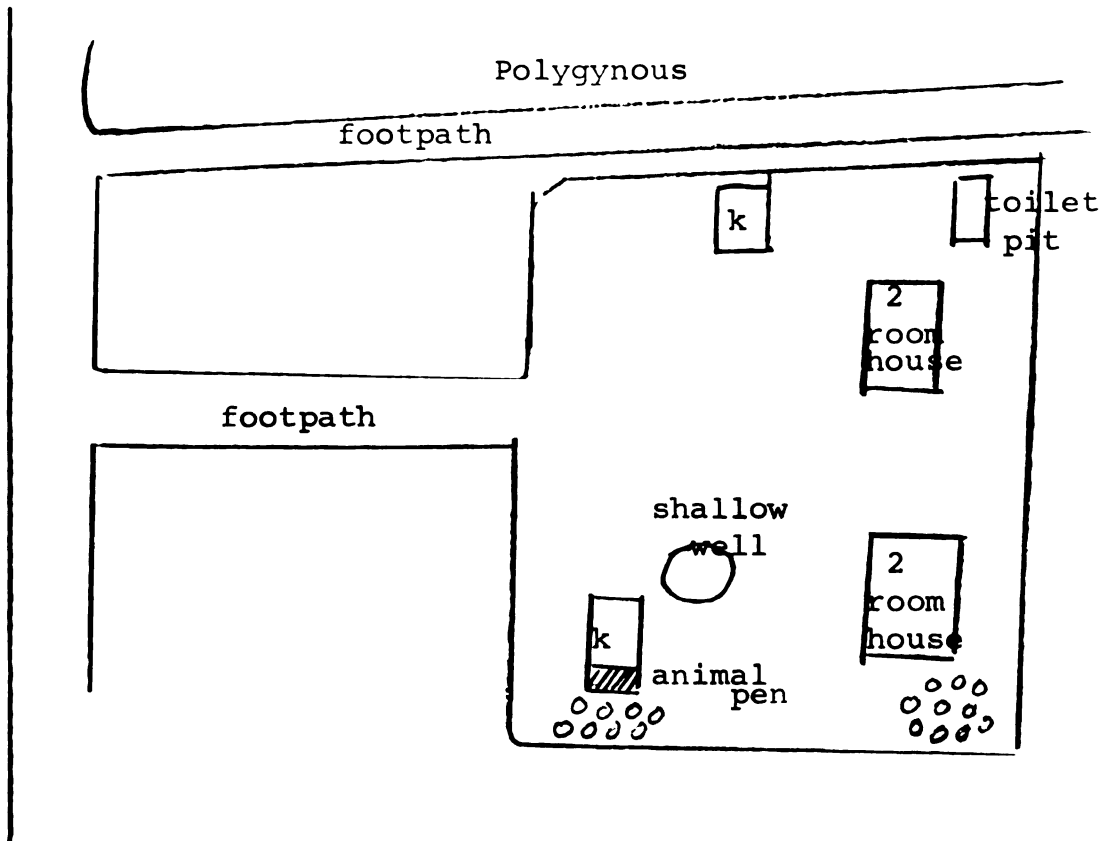 Polygynous
footpath
k
toilet
pit
2
room
house
footpath
shallow
well
2
room
house
k
animal
pen